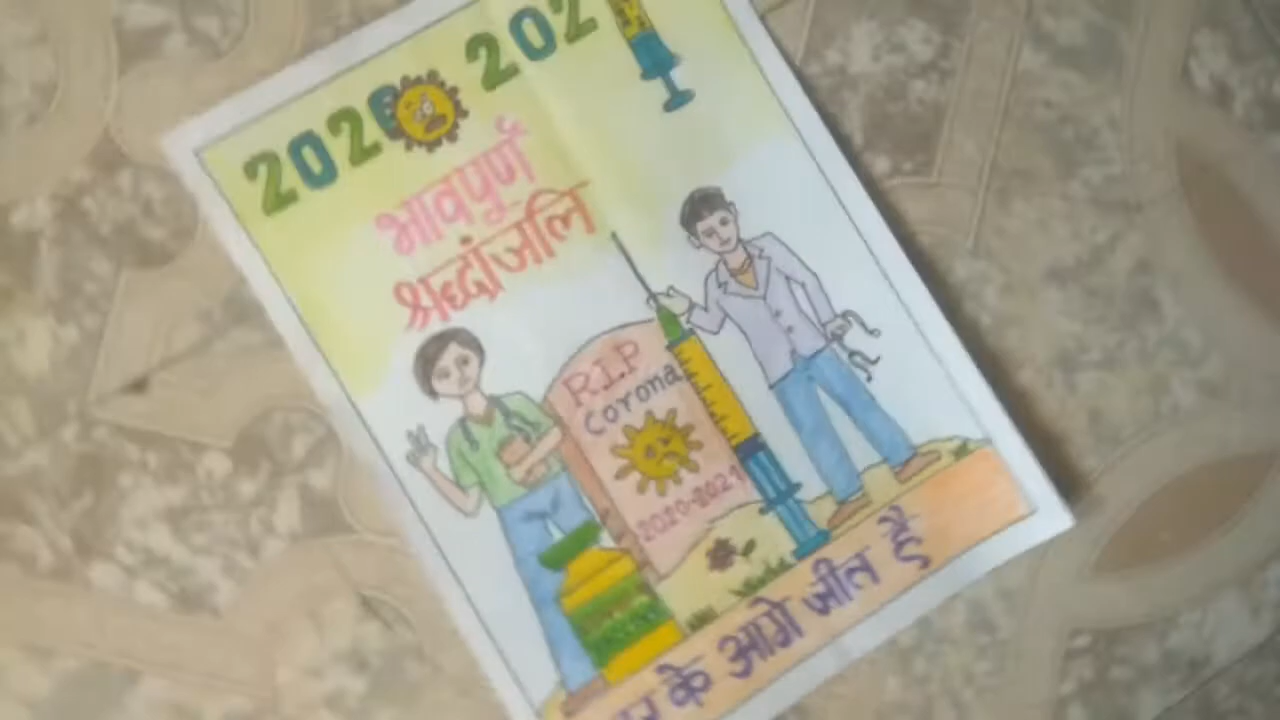 2020 202
भावपूर्ण
श्रद्धांजलि
R.I.P
Corona
2020-2021
के आगे जीत हैं